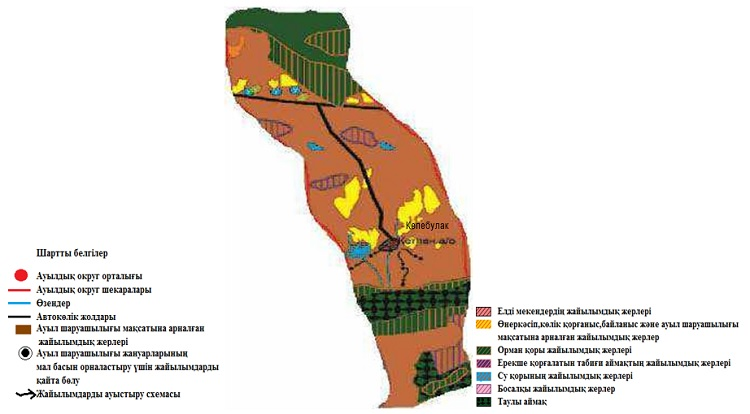 Көпебулак
Кетпен а/о
Шартты белгілер
Ауылдық округ орталығы
Ауылдық округ шекаралары
Өзендер
Автокөлік жолдары
Ауыл шаруашылығы мақсатына арналған
жайылымдық жерлері
Ауыл шаруашылығы жануарларының
мал басын орналастыру үшін жайылымдарды
қайта бөлу
Жайылымдарды ауыстыру схемасы
Елді мекендердің жайылымдық жерлері
Өнеркәсіп,көлік қорғаныс,байланыс және ауыл шаруашылығы
мақсатына арналған жайылымдық жерлер
Орман қоры жайылымдық жерлері
Ерекше қорғалатын табиғи аймақтың жайылымдық жерлері
Су қорының жайылымдық жерлері
Босалқы жайылымдық жерлер
Таулы аймақ